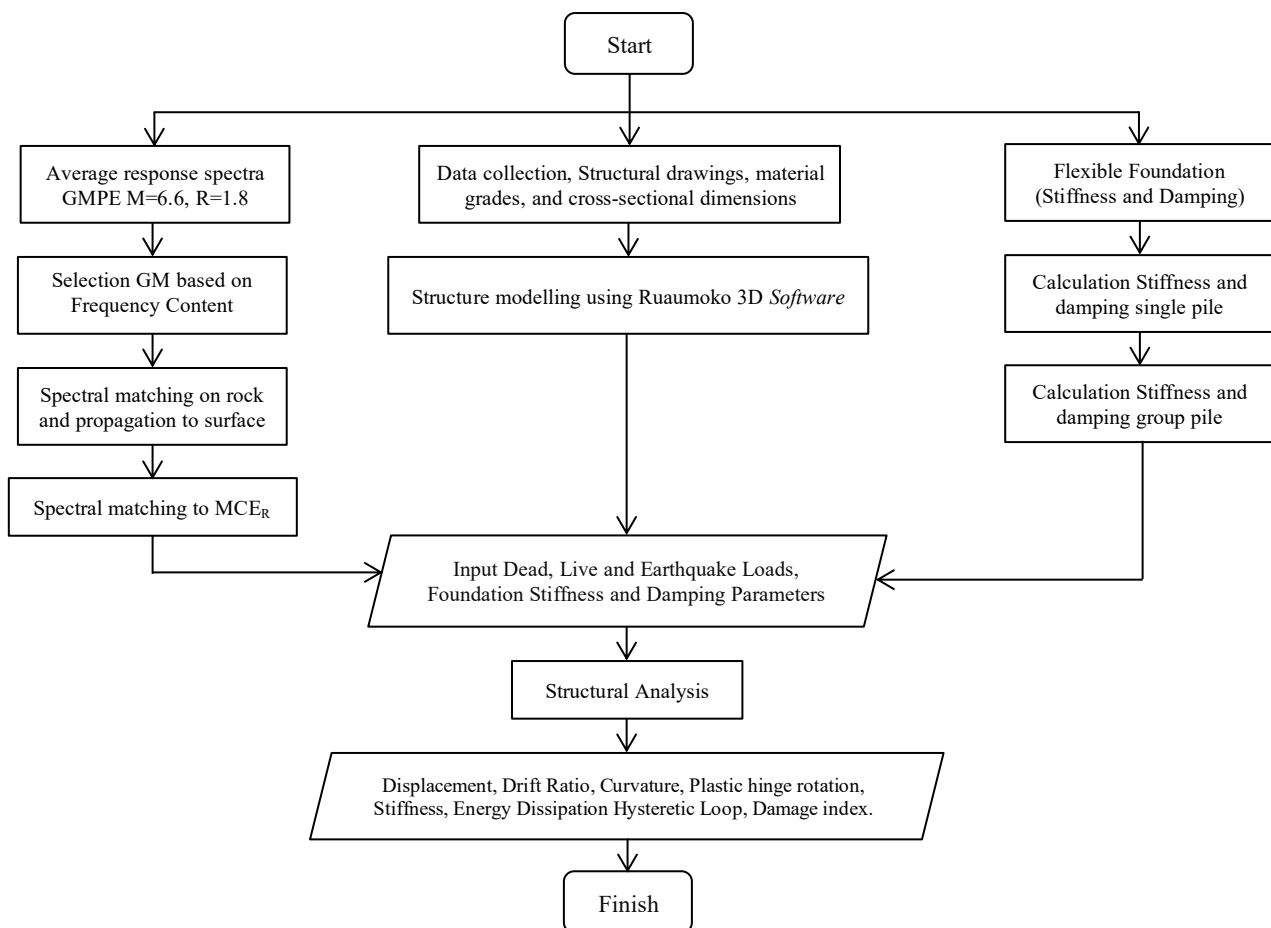 Start
Average response spectra
GMPE M=6.6, R=1.8
Selection GM based on
Frequency Content
Spectral matching on rock
and propagation to surface
Spectral matching to MCE_R
Data collection, Structural drawings, material
grades, and cross-sectional dimensions
Structure modelling using Ruaumoko 3D Software
Flexible Foundation
(Stiffness and Damping)
Calculation Stiffness and
damping single pile
Calculation Stiffness and
damping group pile
Input Dead, Live and Earthquake Loads,
Foundation Stiffness and Damping Parameters
Structural Analysis
Displacement, Drift Ratio, Curvature, Plastic hinge rotation,
Stiffness, Energy Dissipation Hysteretic Loop, Damage index.
Finish